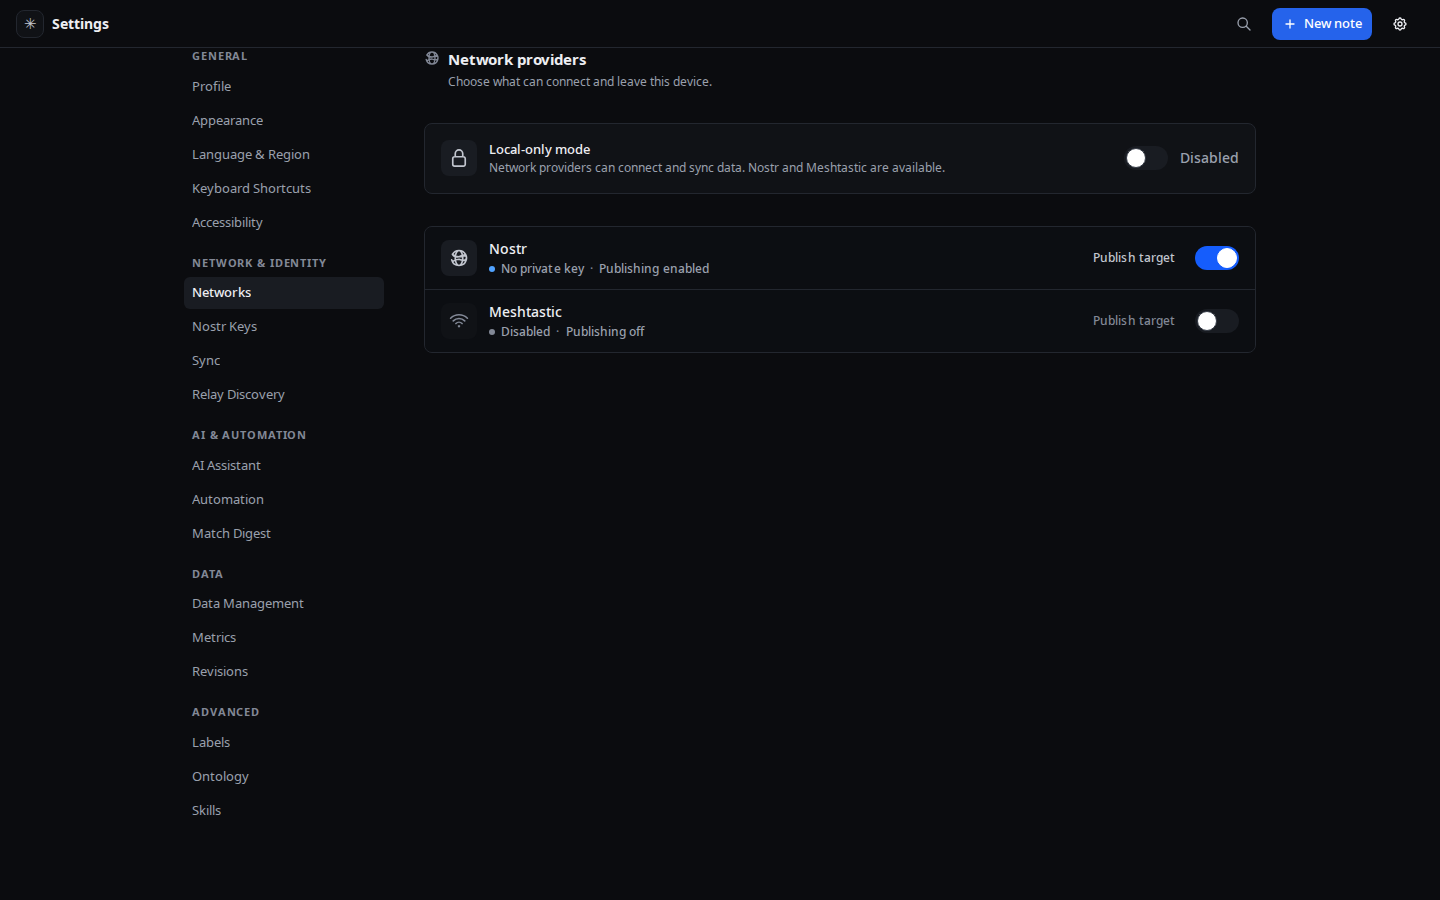 Settings
New note
GENERAL
Profile
Appearance
Language & Region
Keyboard Shortcuts
Accessibility
NETWORK & IDENTITY
Networks
Nostr Keys
Sync
Relay Discovery
AI & AUTOMATION
AI Assistant
Automation
Match Digest
DATA
Data Management
Metrics
Revisions
ADVANCED
Labels
Ontology
Skills
Network providers
Choose what can connect and leave this device.
Local-only mode
Network providers can connect and sync data. Nostr and Meshtastic are available.
Disabled
Nostr
No private key · Publishing enabled
Publish target
Meshtastic
Disabled · Publishing off
Publish target